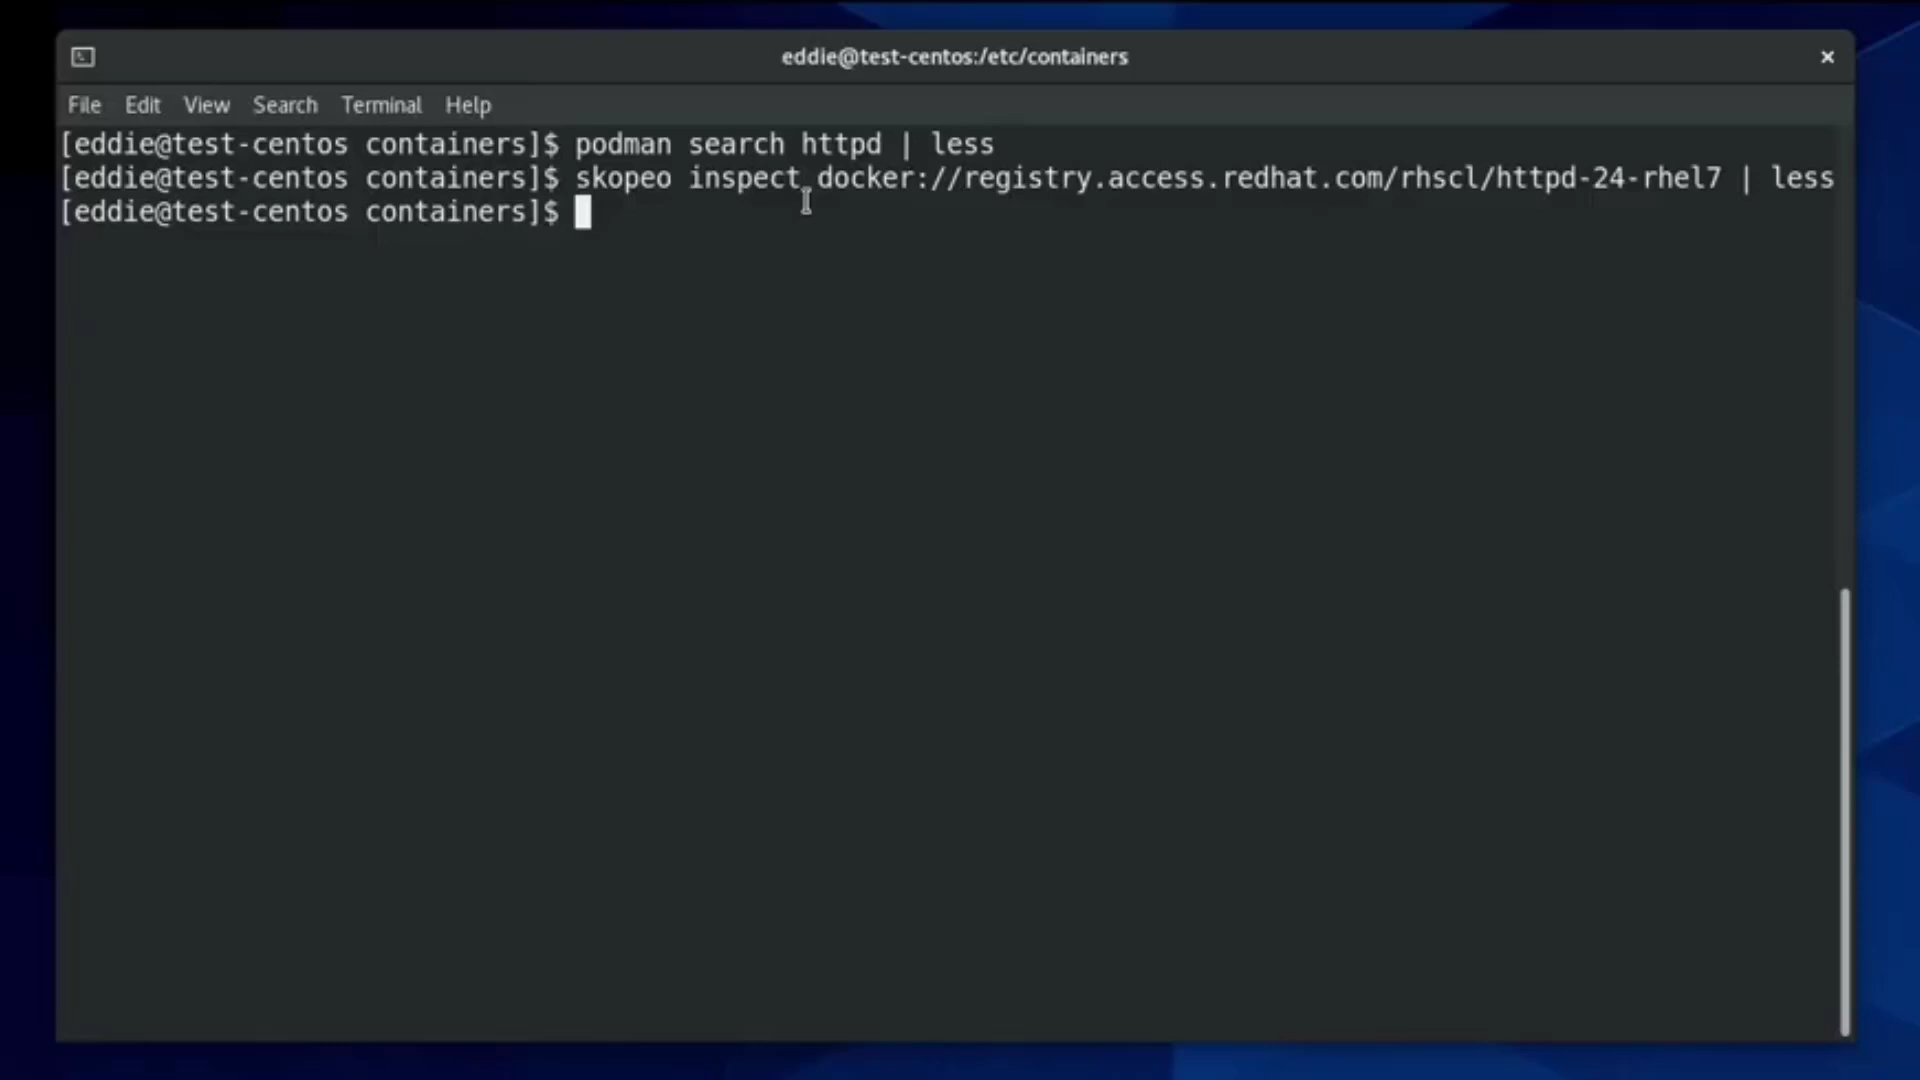 eddie@test-centos:/etc/containers ×
File Edit View Search Terminal Help
[eddie@test-centos containers]$ podman search httpd | less
[eddie@test-centos containers]$ skopeo inspect docker://registry.access.redhat.com/rhscl/httpd-24-rhel7 | less
[eddie@test-centos containers]$